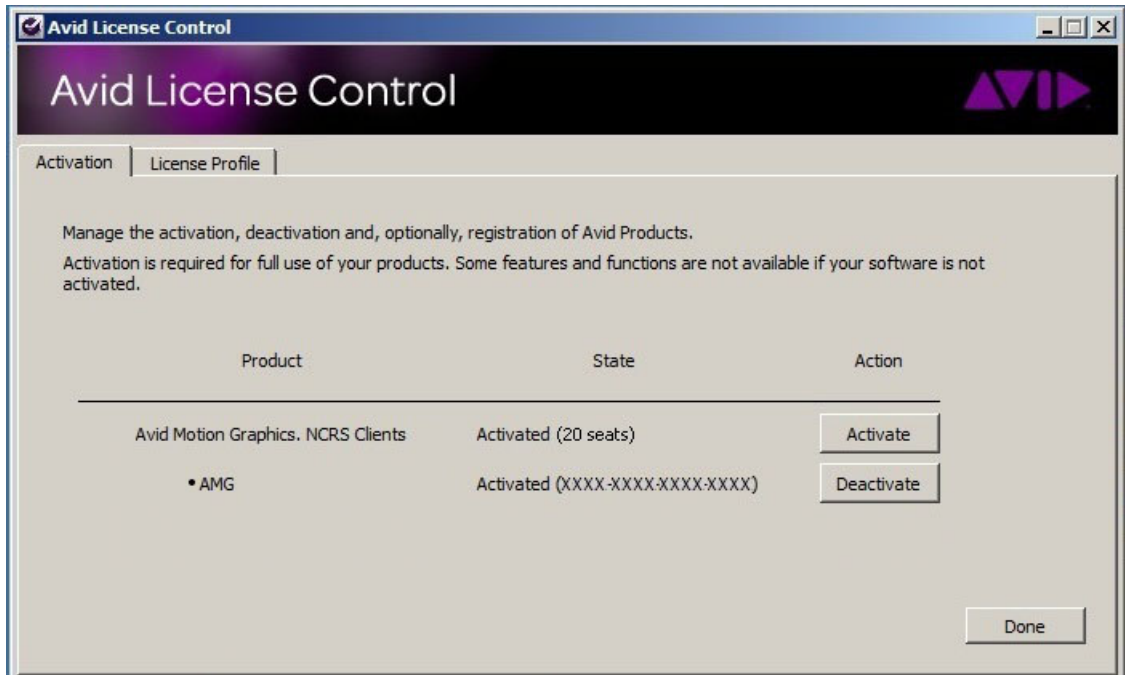 Avid License Control
Avid License Control
AVID
Activation
License Profile
Manage the activation, deactivation and, optionally, registration of Avid Products.
Activation is required for full use of your products. Some features and functions are not available if your software is not
activated.
Product State Action
Avid Motion Graphics. NCRS Clients Activated (20 seats) Activate
• AMG Activated (XXXX-XXXX-XXXX-XXXX) Deactivate
Done